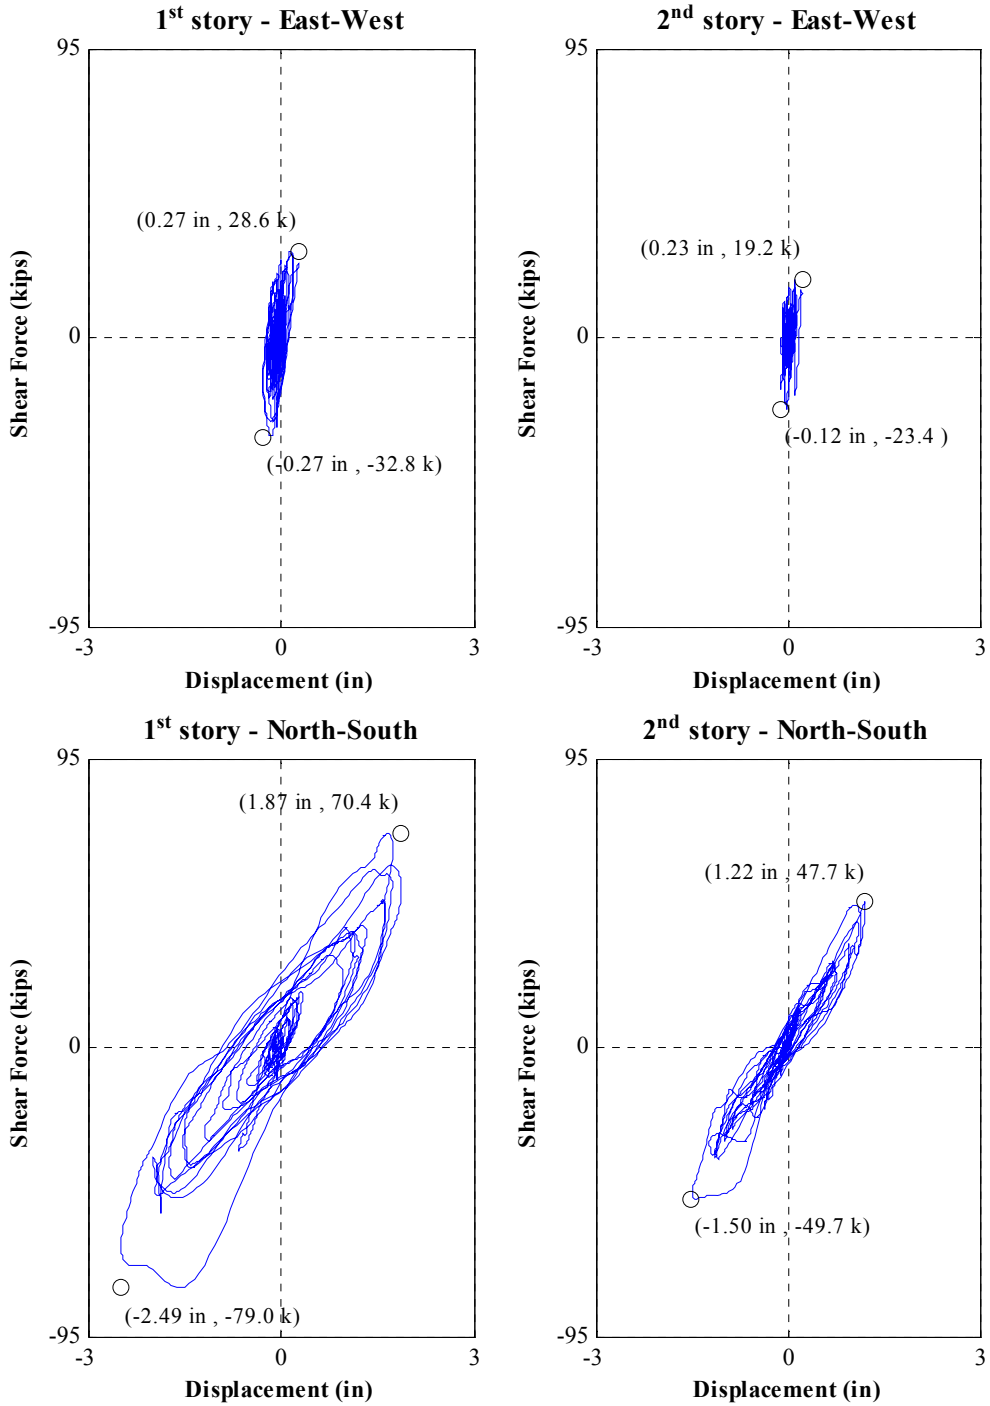 1st story - East-West
95
(0.27 in , 28.6 k)
Shear Force (kips)
0
(-0.27 in , -32.8 k)
-95
-3 0 3
Displacement (in)
2nd story - East-West
95
(0.23 in , 19.2 k)
Shear Force (kips)
0
(-0.12 in , -23.4 )
-95
-3 0 3
Displacement (in)
1st story - North-South
95
(1.87 in , 70.4 k)
Shear Force (kips)
0
(-2.49 in , -79.0 k)
-95
-3 0 3
Displacement (in)
2nd story - North-South
95
(1.22 in , 47.7 k)
Shear Force (kips)
0
(-1.50 in , -49.7 k)
-95
-3 0 3
Displacement (in)